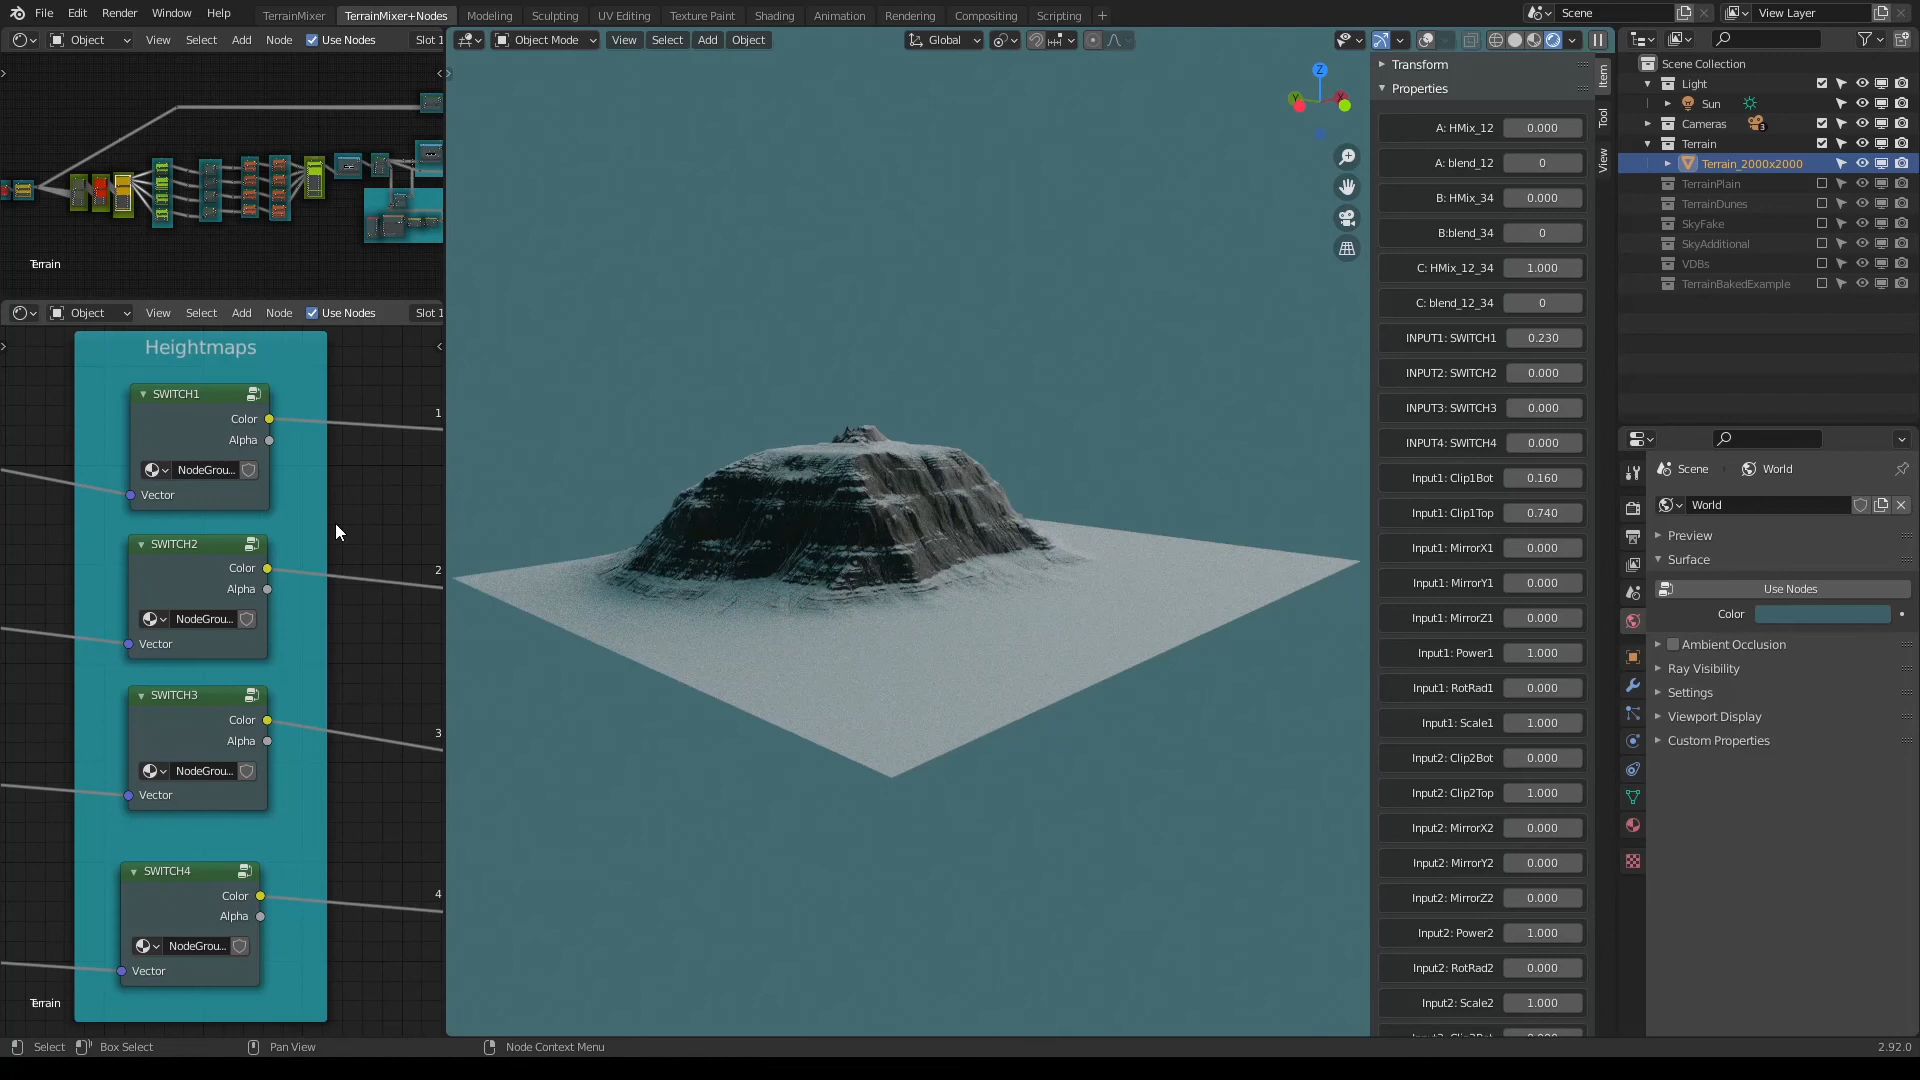 File Edit Render Window Help
TerrainMixer TerrainMixer+Nodes Modeling Sculpting UV Editing Texture Paint Shading Animation Rendering Compositing Scripting +
Scene
View Layer
Object View Select Add Node Use Nodes Slot 1
Terrain
Object View Select Add Node Use Nodes Slot 1
Heightmaps
SWITCH1
Color
Alpha
NodeGrou...
Vector
1
SWITCH2
Color
Alpha
NodeGrou...
Vector
2
SWITCH3
Color
Alpha
NodeGrou...
Vector
3
SWITCH4
Color
Alpha
NodeGrou...
Vector
4
Terrain
Object Mode View Select Add Object
Global
Z
Y
X
Transform
Properties
A: HMix_12 0.000
A: blend_12 0
B: HMix_34 0.000
B:blend_34 0
C: HMix_12_34 1.000
C: blend_12_34 0
INPUT1: SWITCH1 0.230
INPUT2: SWITCH2 0.000
INPUT3: SWITCH3 0.000
INPUT4: SWITCH4 0.000
Input1: Clip1Bot 0.160
Input1: Clip1Top 0.740
Input1: MirrorX1 0.000
Input1: MirrorY1 0.000
Input1: MirrorZ1 0.000
Input1: Power1 1.000
Input1: RotRad1 0.000
Input1: Scale1 1.000
Input2: Clip2Bot 0.000
Input2: Clip2Top 1.000
Input2: MirrorX2 0.000
Input2: MirrorY2 0.000
Input2: MirrorZ2 0.000
Input2: Power2 1.000
Input2: RotRad2 0.000
Input2: Scale2 1.000
Item
Tool
View
Scene Collection
Light
Sun
Cameras 3
Terrain
Terrain_2000x2000
TerrainPlain
TerrainDunes
SkyFake
SkyAdditional
VDBs
TerrainBakedExample
Scene World
World
Preview
Surface
Use Nodes
Color
Ambient Occlusion
Ray Visibility
Settings
Viewport Display
Custom Properties
Select Box Select Pan View Node Context Menu 2.92.0